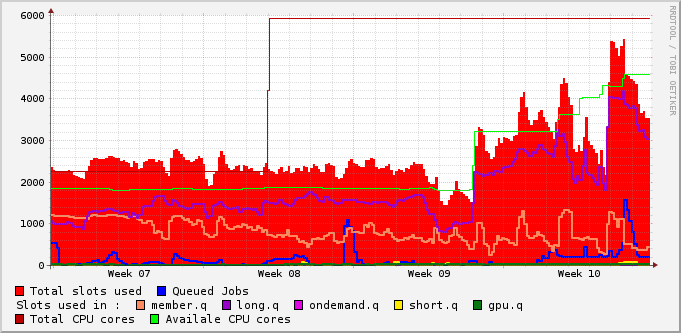 6000
5000
4000
3000
2000
1000
0
Week 07 Week 08 Week 09 Week 10
RRDTOOL / TOBI OETIKER
Total slots used Queued Jobs
Slots used in : member.q long.q ondemand.q short.q gpu.q
Total CPU cores Availale CPU cores